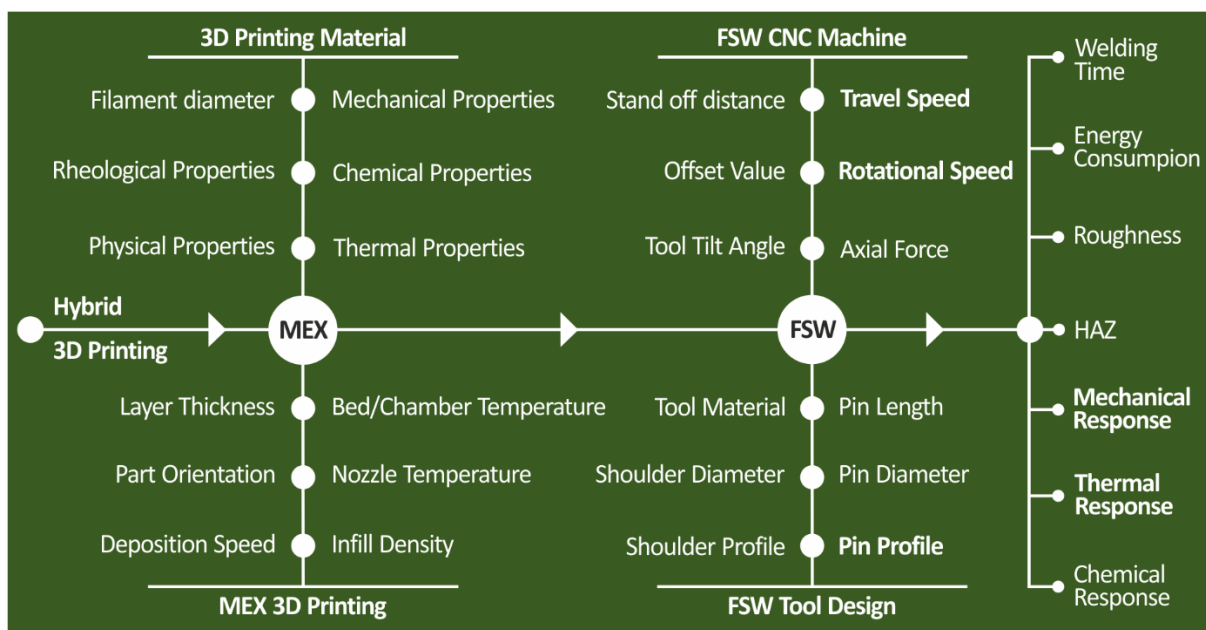 3D Printing Material
Filament diameter
Mechanical Properties
Rheological Properties
Chemical Properties
Physical Properties
Thermal Properties
Hybrid
3D Printing
MEX
Layer Thickness
Bed/Chamber Temperature
Part Orientation
Nozzle Temperature
Deposition Speed
Infill Density
MEX 3D Printing
FSW CNC Machine
Stand off distance
Travel Speed
Offset Value
Rotational Speed
Tool Tilt Angle
Axial Force
FSW
Tool Material
Pin Length
Shoulder Diameter
Pin Diameter
Shoulder Profile
Pin Profile
FSW Tool Design
Welding
Time
Energy
Consumpion
Roughness
HAZ
Mechanical
Response
Thermal
Response
Chemical
Response